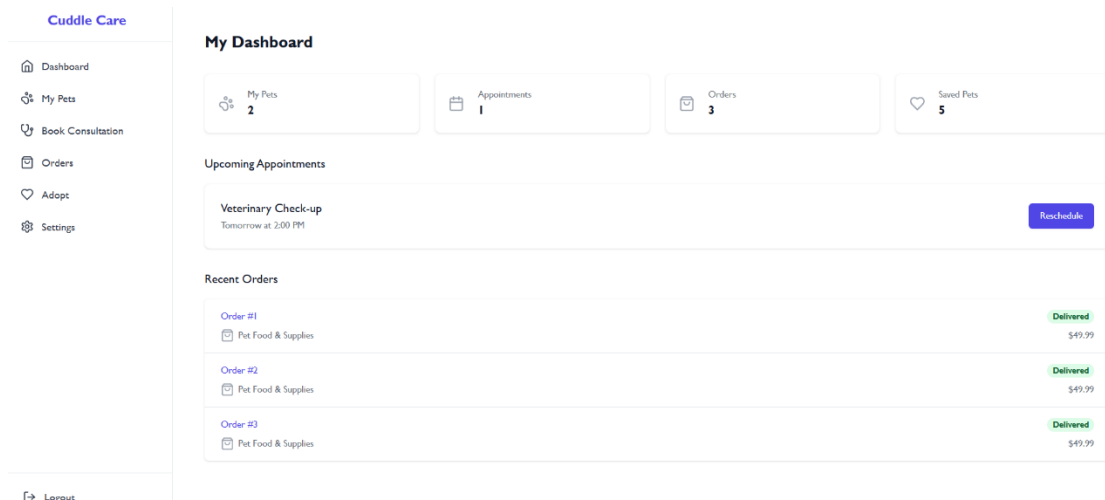 Cuddle Care
Dashboard
My Pets
Book Consultation
Orders
Adopt
Settings
Logout
My Dashboard
My Pets
2
Appointments
1
Orders
3
Saved Pets
5
Upcoming Appointments
Veterinary Check-up
Tomorrow at 2:00 PM
Reschedule
Recent Orders
Order #1
Delivered
Pet Food & Supplies
$49.99
Order #2
Delivered
Pet Food & Supplies
$49.99
Order #3
Delivered
Pet Food & Supplies
$49.99